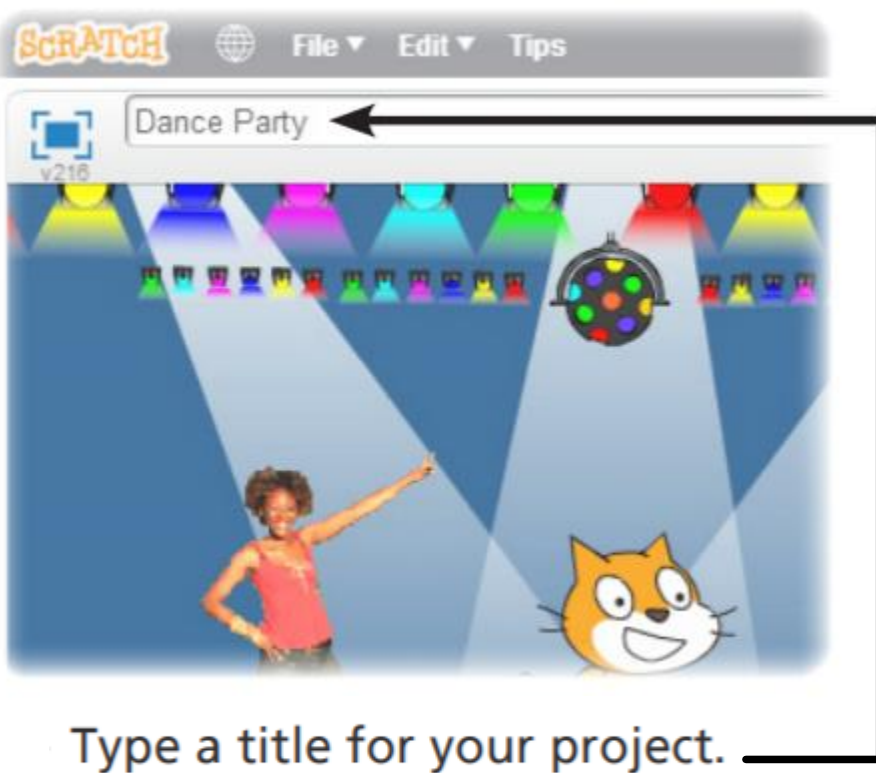 SCRATCH File Edit Tips
Dance Party
v216
Type a title for your project.